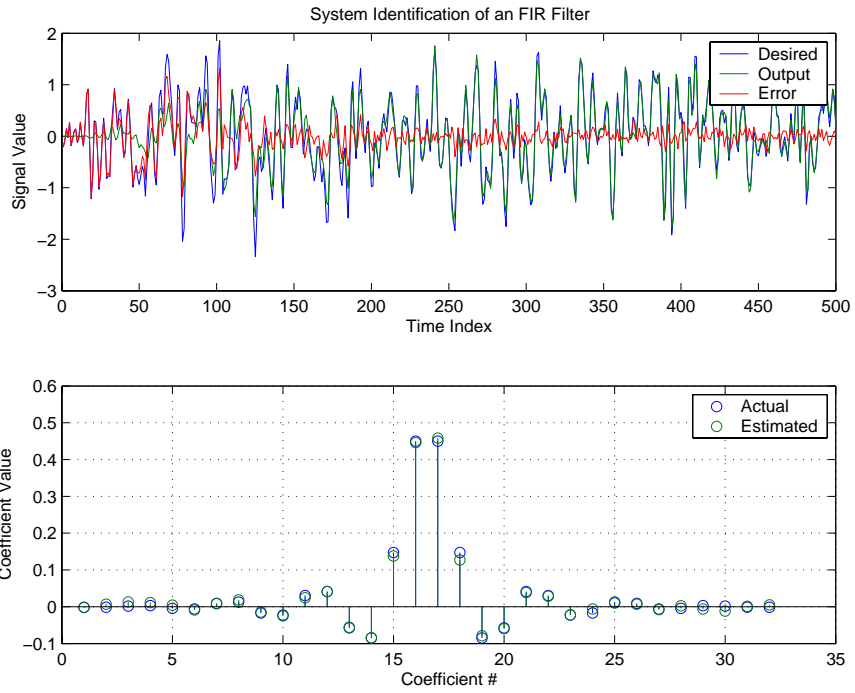 System Identification of an FIR Filter
2
1
0
−1
−2
−3
Signal Value
Desired
Output
Error
0 50 100 150 200 250 300 350 400 450 500
Time Index
0.6
0.5
0.4
0.3
0.2
0.1
0
−0.1
Coefficient Value
Actual
Estimated
0 5 10 15 20 25 30 35
Coefficient #